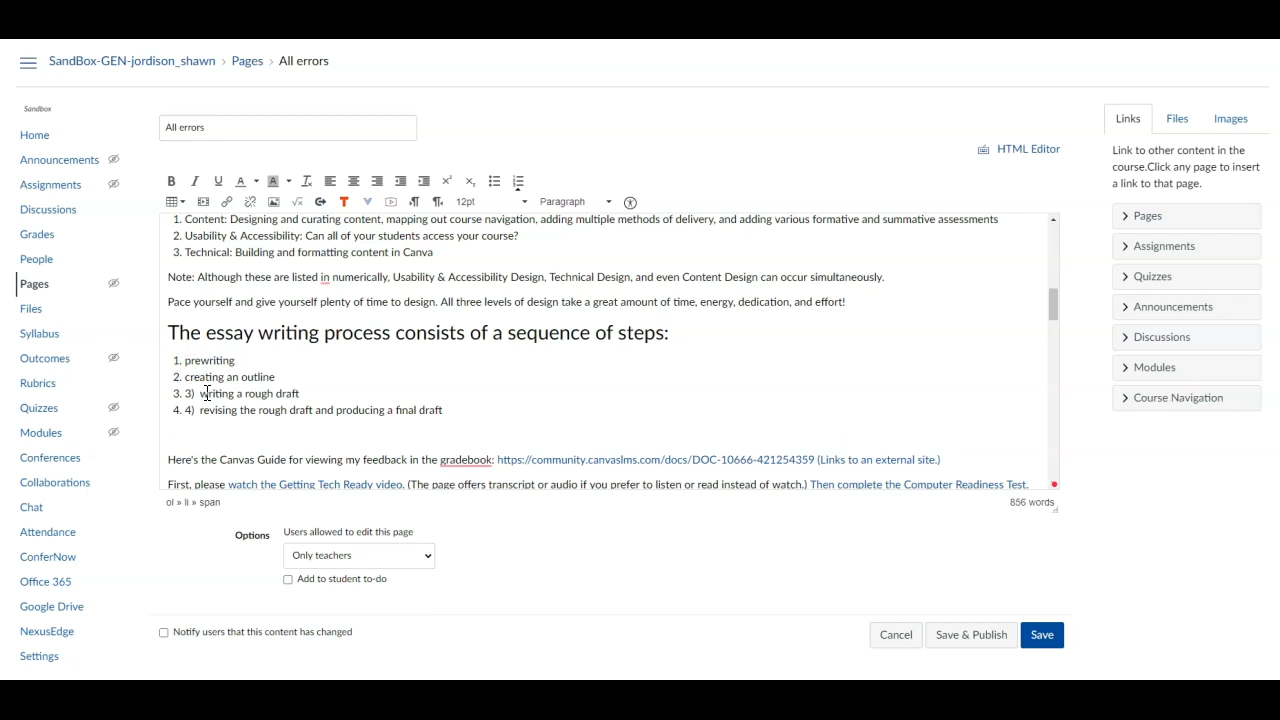 SandBox-GEN-jordison_shawn › Pages › All errors
Sandbox
Home
Announcements
Assignments
Discussions
Grades
People
Pages
Files
Syllabus
Outcomes
Rubrics
Quizzes
Modules
Conferences
Collaborations
Chat
Attendance
ConferNow
Office 365
Google Drive
NexusEdge
Settings
All errors
HTML Editor
12pt
Paragraph
1. Content: Designing and curating content, mapping out course navigation, adding multiple methods of delivery, and adding various formative and summative assessments
2. Usability & Accessibility: Can all of your students access your course?
3. Technical: Building and formatting content in Canva
Note: Although these are listed in numerically, Usability & Accessibility Design, Technical Design, and even Content Design can occur simultaneously.
Pace yourself and give yourself plenty of time to design. All three levels of design take a great amount of time, energy, dedication, and effort!
The essay writing process consists of a sequence of steps:
1. prewriting
2. creating an outline
3. 3) writing a rough draft
4. 4) revising the rough draft and producing a final draft
Here's the Canvas Guide for viewing my feedback in the gradebook: https://community.canvaslms.com/docs/DOC-10666-421254359 (Links to an external site.)
First, please watch the Getting Tech Ready video. (The page offers transcript or audio if you prefer to listen or read instead of watch.) Then complete the Computer Readiness Test.
ol » li » span
856 words
Options
Users allowed to edit this page
Only teachers
Add to student to-do
Notify users that this content has changed
Cancel
Save & Publish
Save
Links
Files
Images
Link to other content in the
course.Click any page to insert
a link to that page.
Pages
Assignments
Quizzes
Announcements
Discussions
Modules
Course Navigation